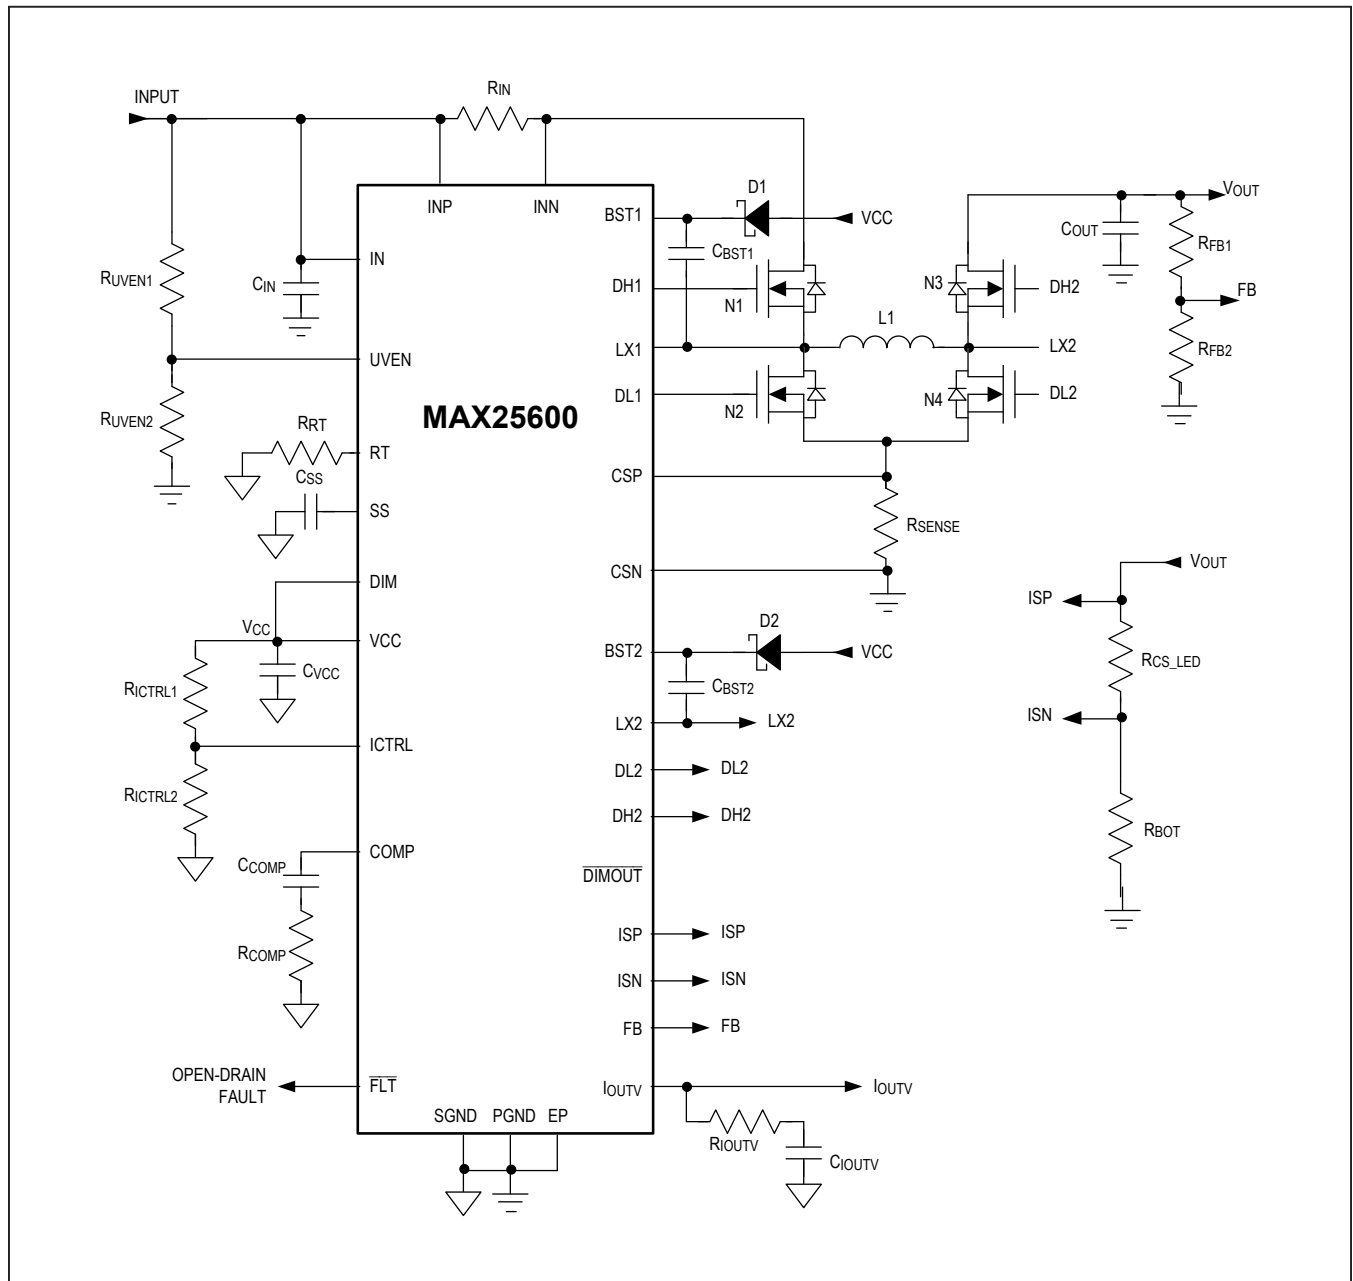 INPUT
RIN
INP
INN
RUVEN1
CIN
IN
UVEN
RUVEN2
MAX25600
RRT
RT
CSS
SS
DIM
VCC
VCC
CVCC
RICTRL1
ICTRL
RICTRL2
COMP
CCOMP
RCOMP
OPEN-DRAIN
FAULT
FLT
SGND
PGND
EP
BST1
D1
VCC
CBST1
DH1
N1
LX1
L1
DL1
N2
N3
DH2
LX2
N4
DL2
COUT
VOUT
RFB1
FB
RFB2
CSP
RSENSE
CSN
BST2
D2
VCC
CBST2
LX2
LX2
DL2
DL2
DH2
DH2
DIMOUT
ISP
ISP
ISN
ISN
FB
FB
IOUTV
IOUTV
RIOUTV
CIOUTV
VOUT
ISP
RCS_LED
ISN
RBOT